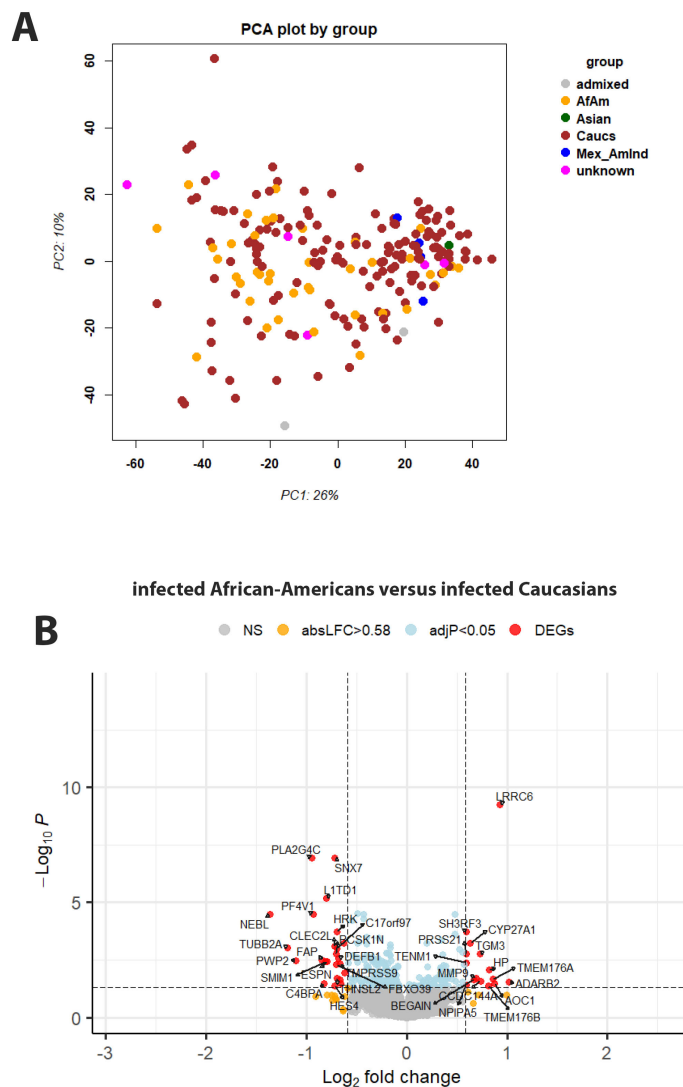 A
PCA plot by group
group
admixed
AfAm
Asian
Caucs
Mex_AmInd
unknown
60
40
20
0
-20
-40
PC2: 10%
-60
-40
-20
0
20
40
PC1: 26%
infected African-Americans versus infected Caucasians
B
NS
absLFC>0.58
adjP<0.05
DEGs
− Log10 P
10
5
0
LRRC6
PLA2G4C
SNX7
L1TD1
PF4V1
NEBL
HRK
C17orf97
SH3RF3
CYP27A1
CLEC2L
PCSK1N
PRSS21
TUBB2A
FAP
DEFB1
TENM1
TGM3
PWP2
HP
SMIM1
ESPN
TMPRSS9
MMP9
TMEM176A
C4BPA
HNSL2
FBXO39
CCDC144A
ADARB2
HES4
BEGAIN
AOC1
NPIPA5
TMEM176B
-3
-2
-1
0
1
2
Log2 fold change